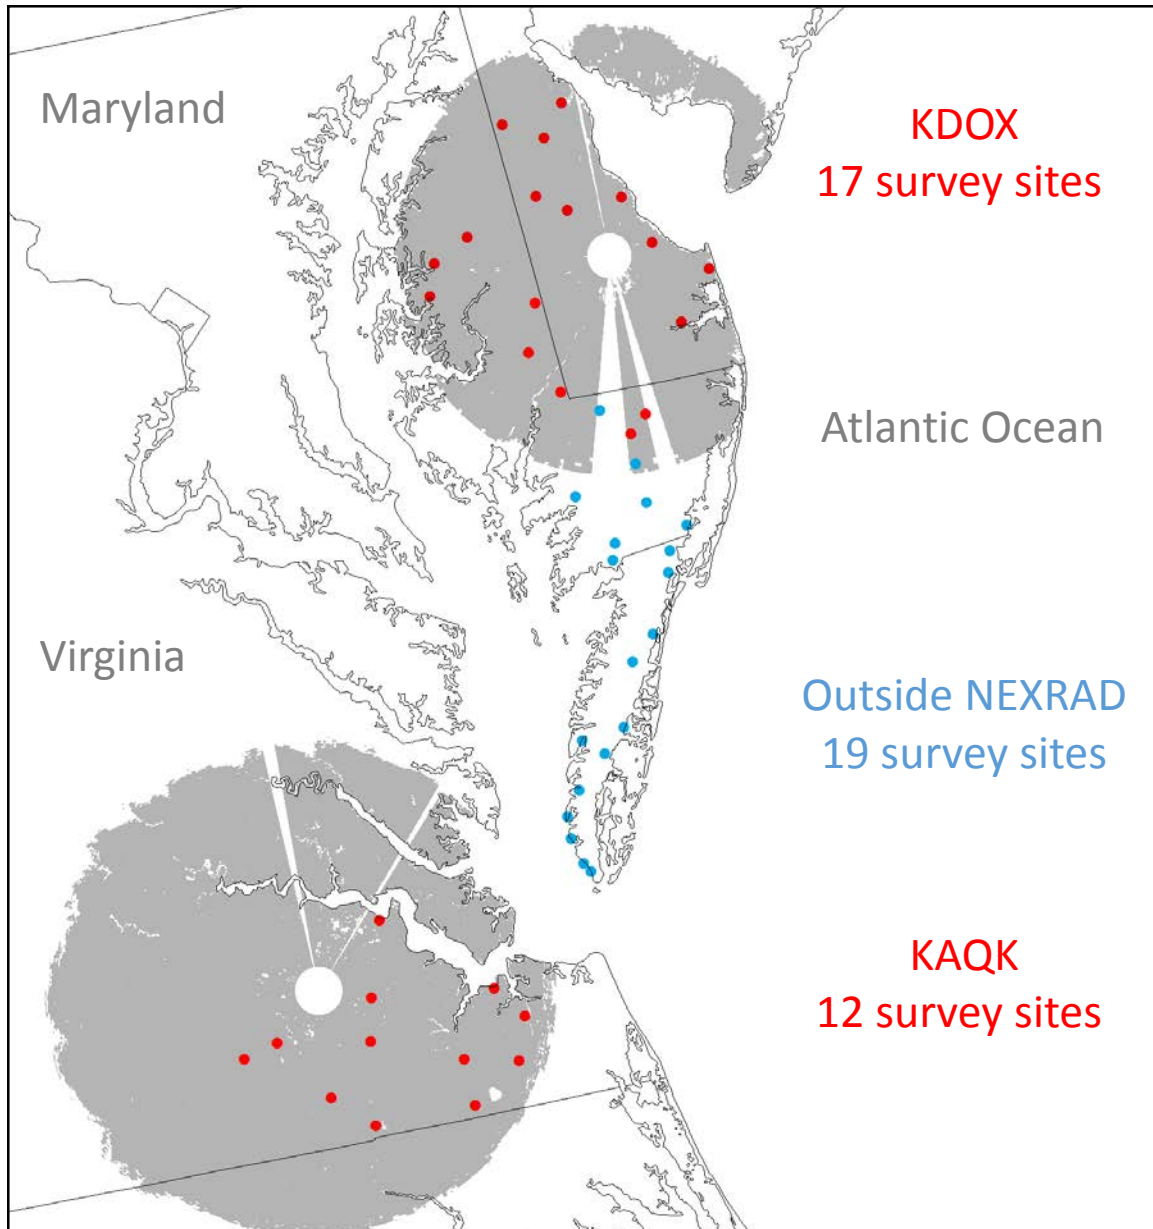 Maryland
KDOX
17 survey sites
Atlantic Ocean
Virginia
Outside NEXRAD
19 survey sites
KAQK
12 survey sites